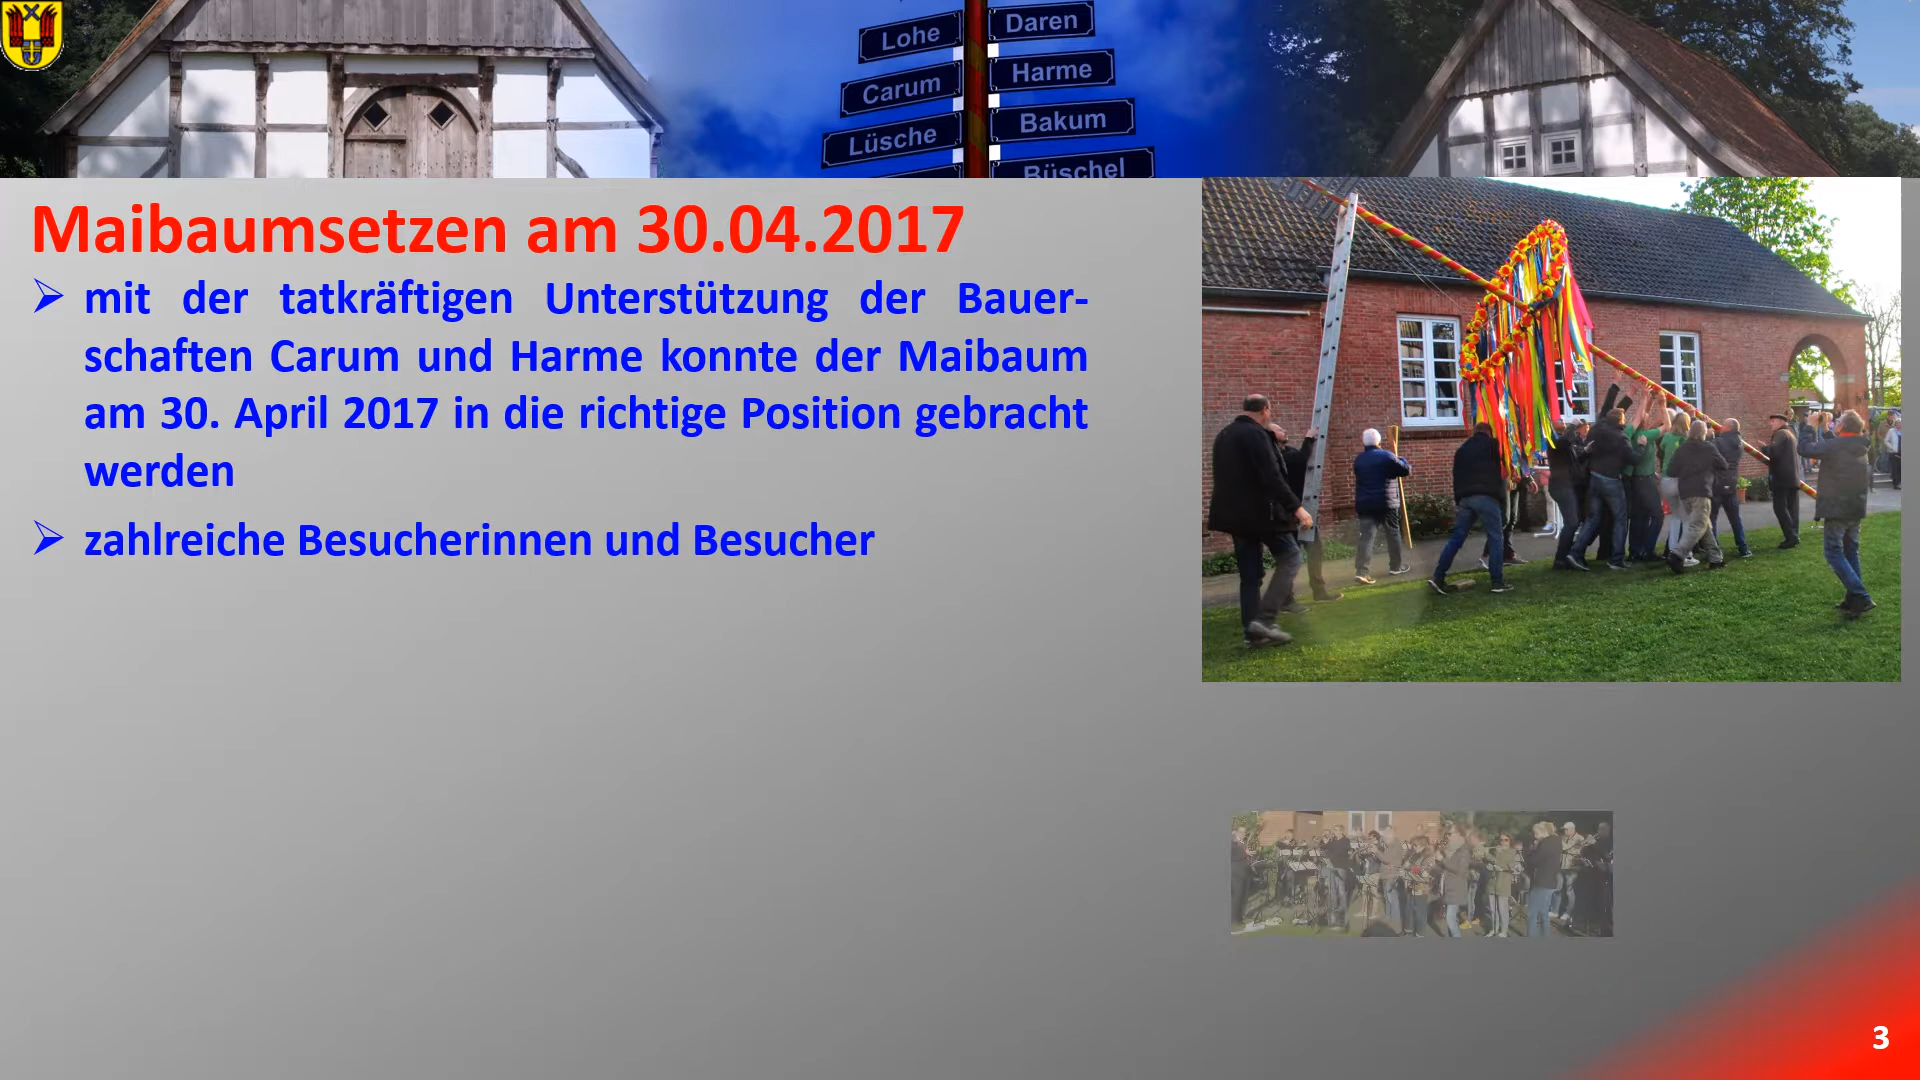 Lohe
Daren
Carum
Harme
Lüsche
Bakum
Büschel
Maibaumsetzen am 30.04.2017
mit der tatkräftigen Unterstützung der Bauer-
schaften Carum und Harme konnte der Maibaum
am 30. April 2017 in die richtige Position gebracht
werden
zahlreiche Besucherinnen und Besucher
3